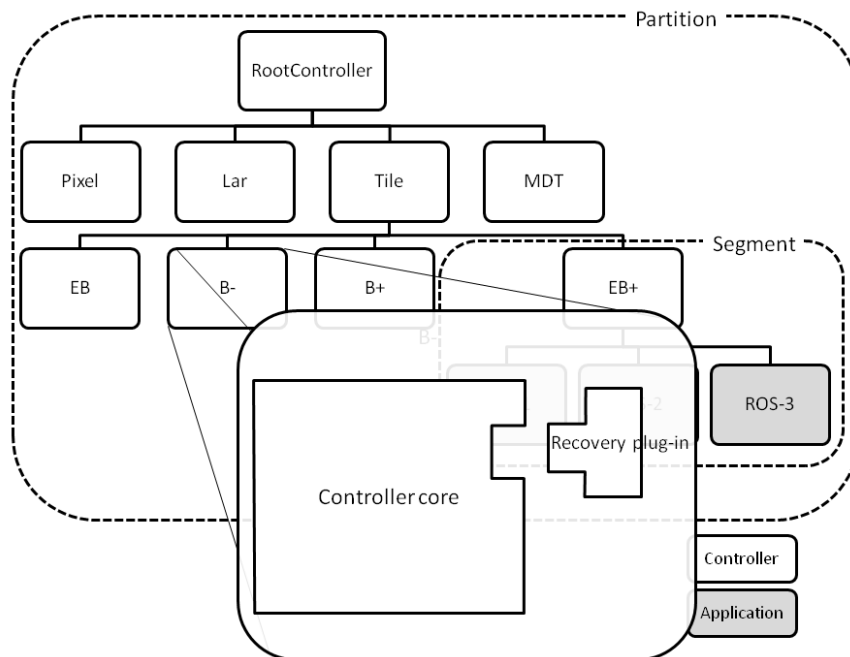 Partition
RootController
Pixel
Lar
Tile
MDT
Segment
EB
B-
B+
EB+
B-
ROS-3
Recovery plug-in
Controller core
Controller
Application